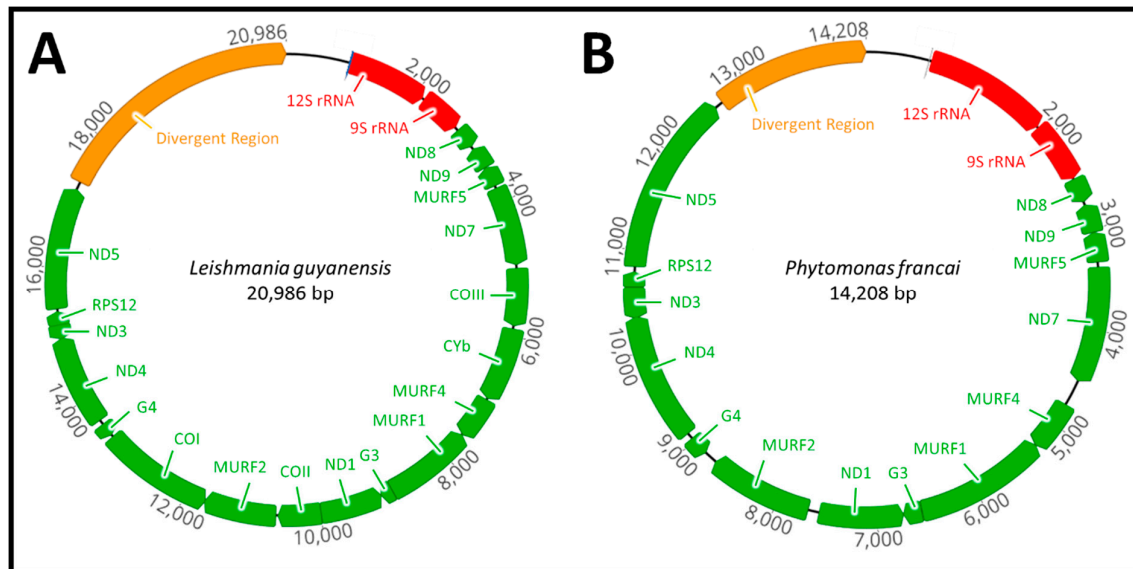 A
20,986
2,000
12S rRNA
9S rRNA
18,000
Divergent Region
ND8
ND9
MURF5
4,000
ND7
ND5
16,000
Leishmania guyanensis
20,986 bp
COIII
RPS12
ND3
6,000
CYb
ND4
14,000
G4
MURF4
MURF1
COI
MURF2
COII
ND1
G3
8,000
12,000
10,000
B
14,208
13,000
12S rRNA
2,000
Divergent Region
9S rRNA
12,000
ND8
3,000
ND5
ND9
MURF5
11,000
RPS12
Phytomonas francai
14,208 bp
ND3
ND7
4,000
10,000
ND4
MURF4
G4
5,000
9,000
MURF2
ND1
G3
MURF1
6,000
8,000
7,000